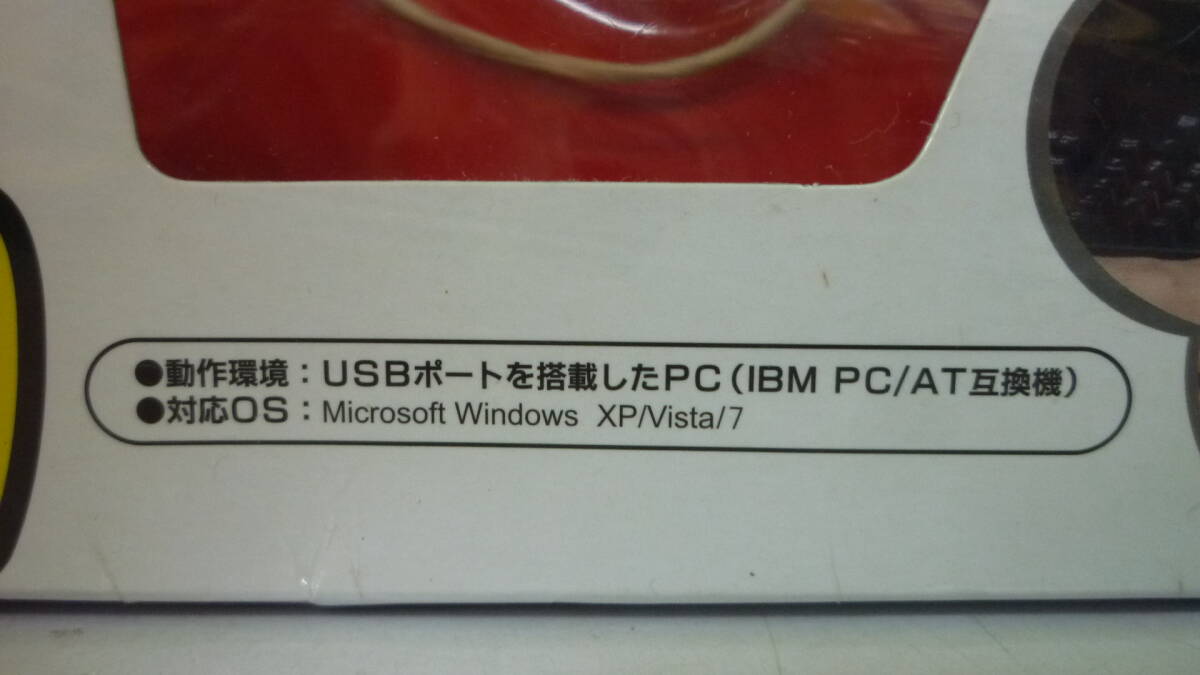 ●動作環境：USBポートを搭載したPC（IBM PC/AT互換機）
●対応OS：Microsoft Windows XP/Vista/7